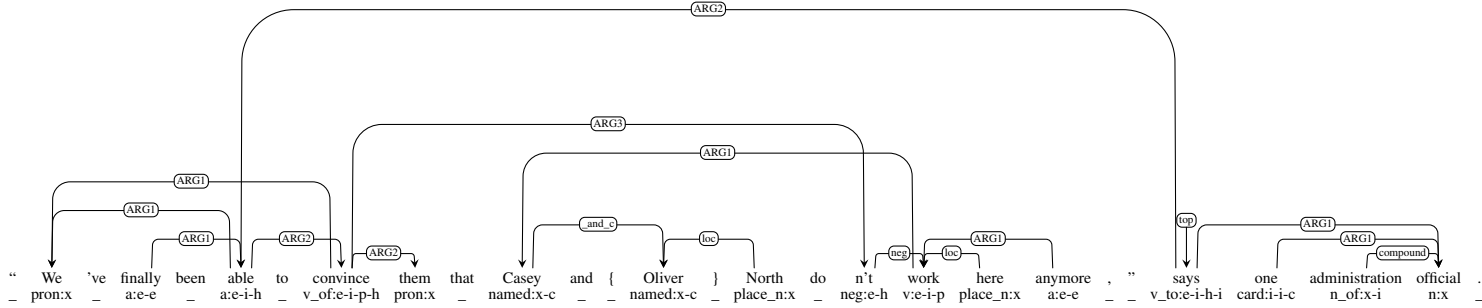 ARG2
ARG3
ARG1
ARG1
ARG1 _and_c top ARG1
ARG1 ARG2 ARG2 loc neg loc ARG1 ARG1 compound
“ We 've finally been able to convince them that Casey and { Oliver } North do n't work here anymore , ” says one administration official .
_ pron:x _ a:e-e _ a:e-i-h _ v_of:e-i-p-h pron:x _ named:x-c _ _ named:x-c _ place_n:x _ neg:e-h v:e-i-p place_n:x a:e-e _ _ v_to:e-i-h-i card:i-i-c n_of:x-i n:x _